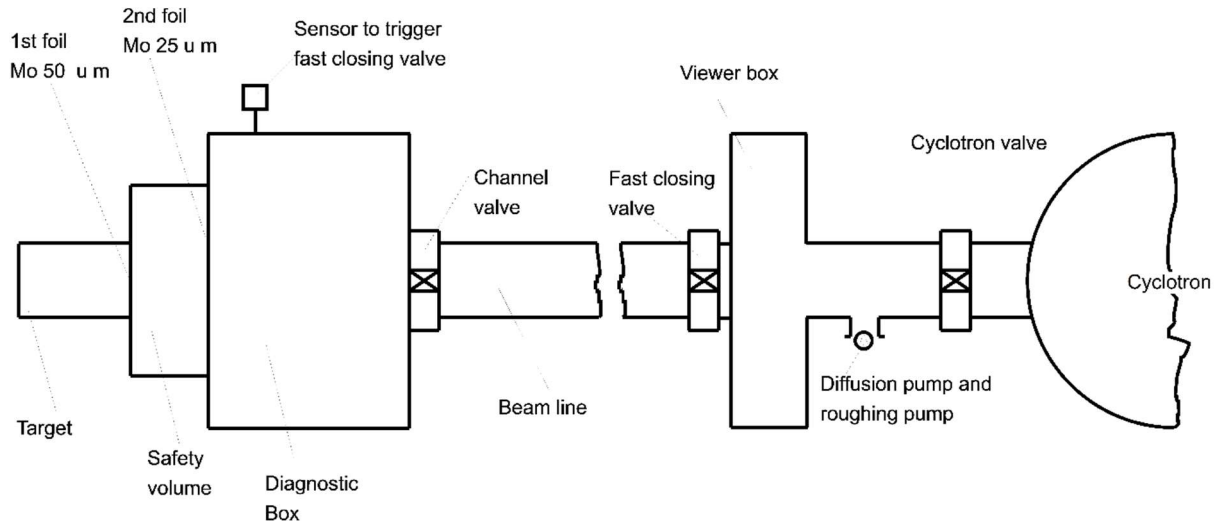 1st foil
Mo 50 u m
2nd foil
Mo 25 u m
Sensor to trigger
fast closing valve
Viewer box
Cyclotron valve
Channel
valve
Fast closing
valve
Cyclotron
Target
Safety
volume
Diagnostic
Box
Beam line
Diffusion pump and
roughing pump